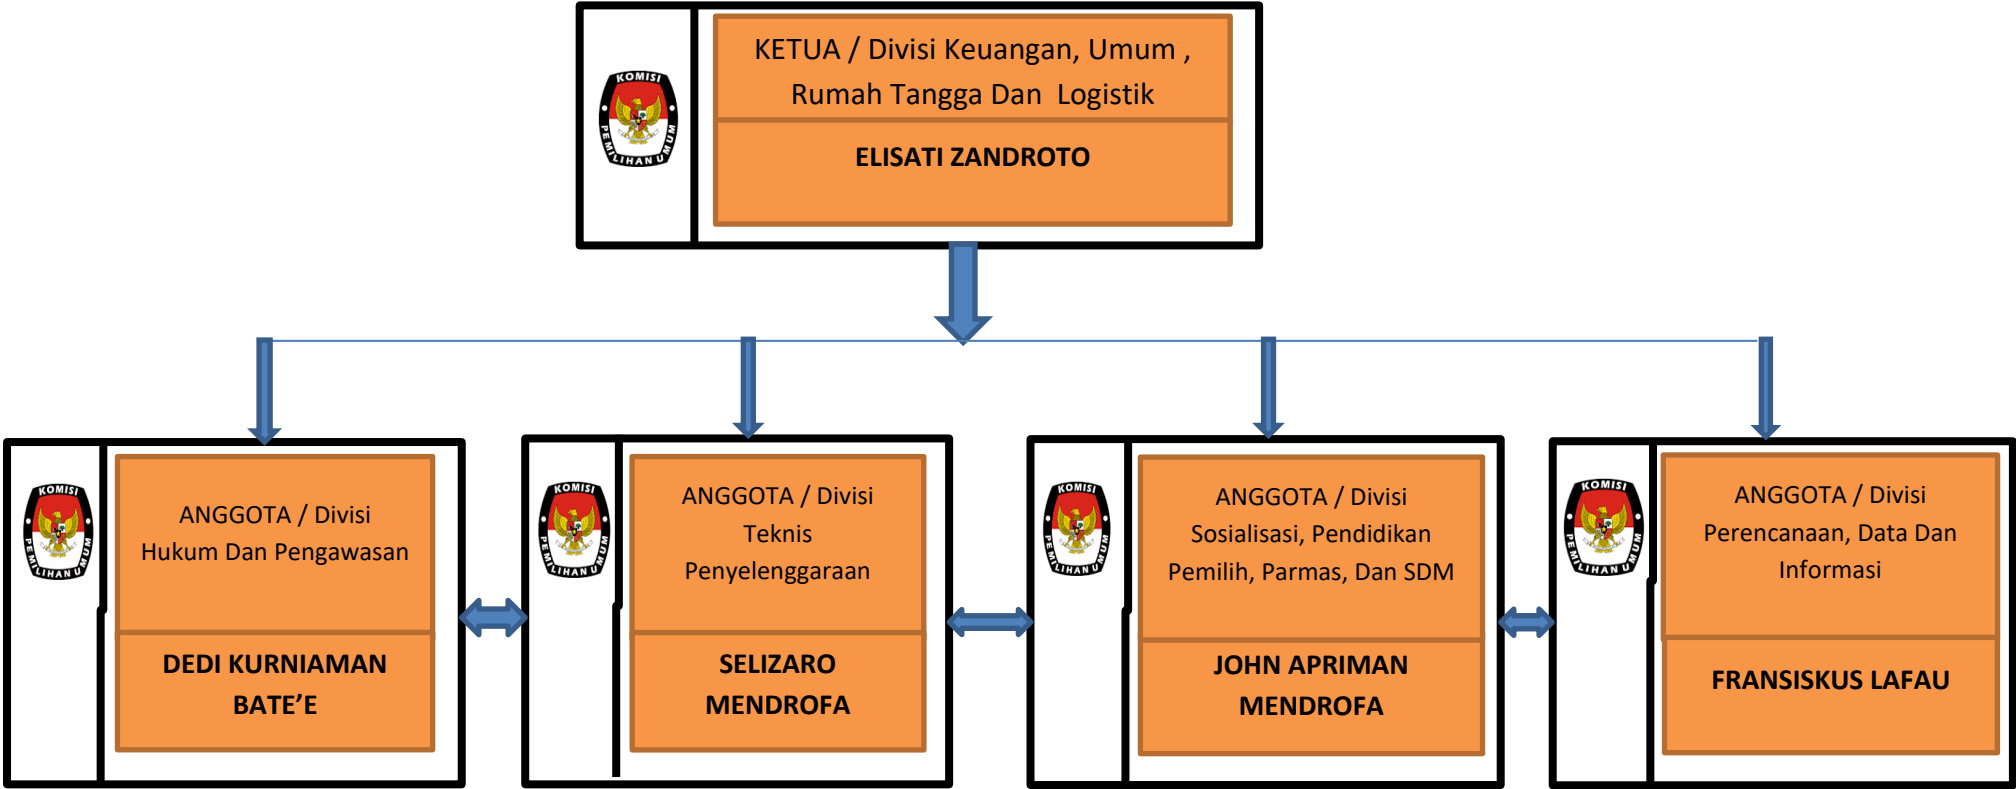 KETUA / Divisi Keuangan, Umum ,
Rumah Tangga Dan Logistik
ELISATI ZANDROTO
KOMISI
PEMILIHAN UMUM
KOMISI
PEMILIHAN UMUM
ANGGOTA / Divisi
Hukum Dan Pengawasan
DEDI KURNIAMAN
BATE’E
KOMISI
PEMILIHAN UMUM
ANGGOTA / Divisi
Teknis
Penyelenggaraan
SELIZARO
MENDROFA
KOMISI
PEMILIHAN UMUM
ANGGOTA / Divisi
Sosialisasi, Pendidikan
Pemilih, Parmas, Dan SDM
JOHN APRIMAN
MENDROFA
KOMISI
PEMILIHAN UMUM
ANGGOTA / Divisi
Perencanaan, Data Dan
Informasi
FRANSISKUS LAFAU